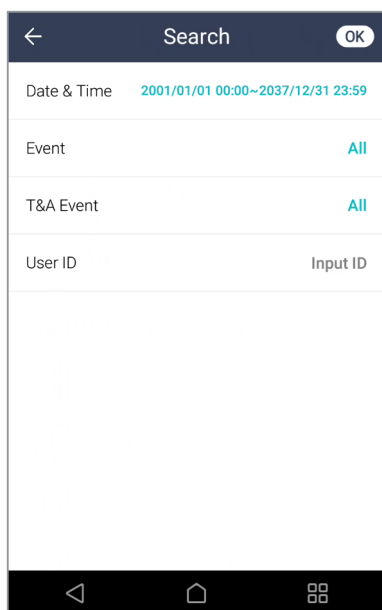 Search OK
Date & Time 2001/01/01 00:00~2037/12/31 23:59
Event All
T&A Event All
User ID Input ID